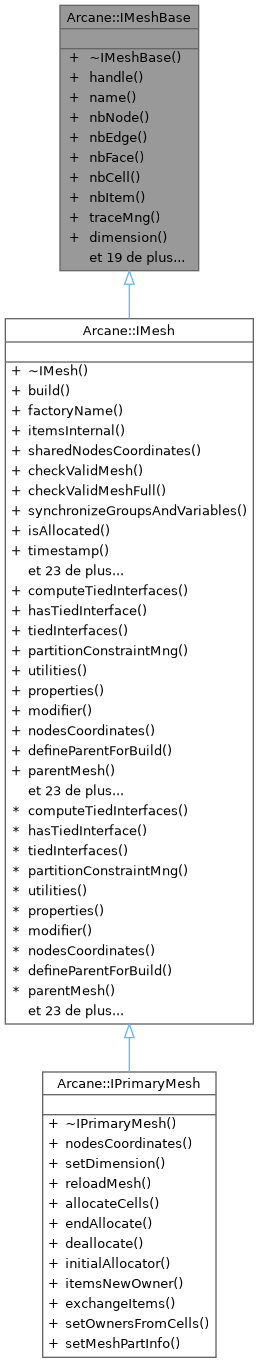 Arcane::IMeshBase
+ ~IMeshBase()
+ handle()
+ name()
+ nbNode()
+ nbEdge()
+ nbFace()
+ nbCell()
+ nbItem()
+ traceMng()
+ dimension()
et 19 de plus...
Arcane::IMesh
+ ~IMesh()
+ build()
+ factoryName()
+ itemsInternal()
+ sharedNodesCoordinates()
+ checkValidMesh()
+ checkValidMeshFull()
+ synchronizeGroupsAndVariables()
+ isAllocated()
+ timestamp()
et 23 de plus...
+ computeTiedInterfaces()
+ hasTiedInterface()
+ tiedInterfaces()
+ partitionConstraintMng()
+ utilities()
+ properties()
+ modifier()
+ nodesCoordinates()
+ defineParentForBuild()
+ parentMesh()
et 23 de plus...
* computeTiedInterfaces()
* hasTiedInterface()
* tiedInterfaces()
* partitionConstraintMng()
* utilities()
* properties()
* modifier()
* nodesCoordinates()
* defineParentForBuild()
* parentMesh()
et 23 de plus...
Arcane::IPrimaryMesh
+ ~IPrimaryMesh()
+ nodesCoordinates()
+ setDimension()
+ reloadMesh()
+ allocateCells()
+ endAllocate()
+ deallocate()
+ initialAllocator()
+ itemsNewOwner()
+ exchangeItems()
+ setOwnersFromCells()
+ setMeshPartInfo()